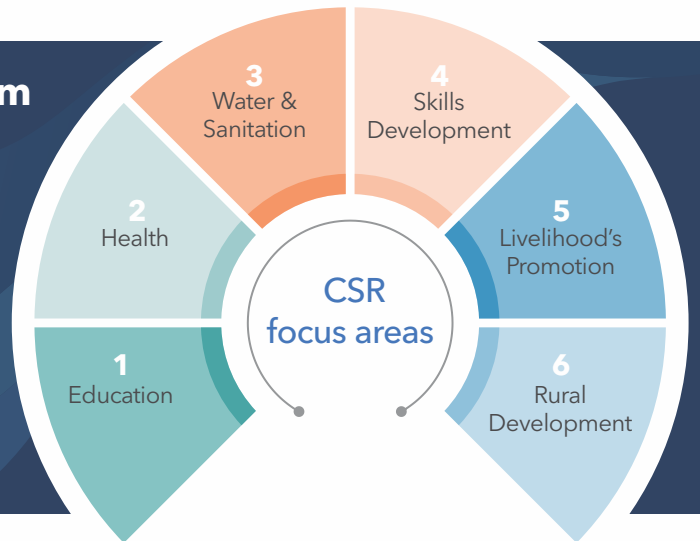 m
CSR
focus areas
1
Education
2
Health
3
Water &
Sanitation
4
Skills
Development
5
Livelihood's
Promotion
6
Rural
Development